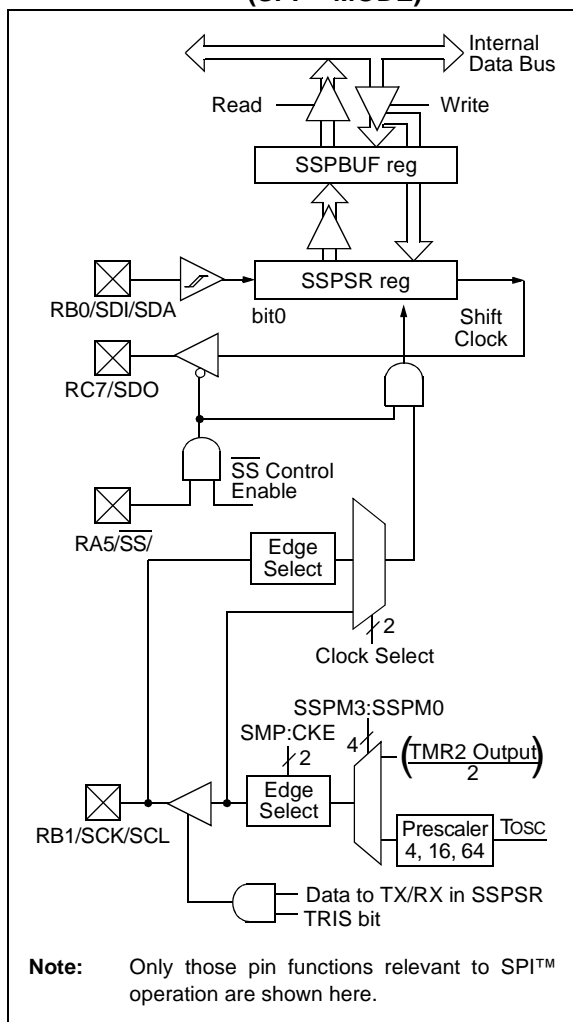 (SPI™ MODE)
Internal
Data Bus
Read
Write
SSPBUF reg
SSPSR reg
RB0/SDI/SDA
bit0
Shift
Clock
RC7/SDO
SS Control
Enable
RA5/SS/
Edge
Select
2
Clock Select
SSPM3:SSPM0
SMP:CKE
4
2
(TMR2 Output)
2
Edge
Select
RB1/SCK/SCL
Prescaler
4, 16, 64
TOSC
Data to TX/RX in SSPSR
TRIS bit
Note: Only those pin functions relevant to SPI™
operation are shown here.